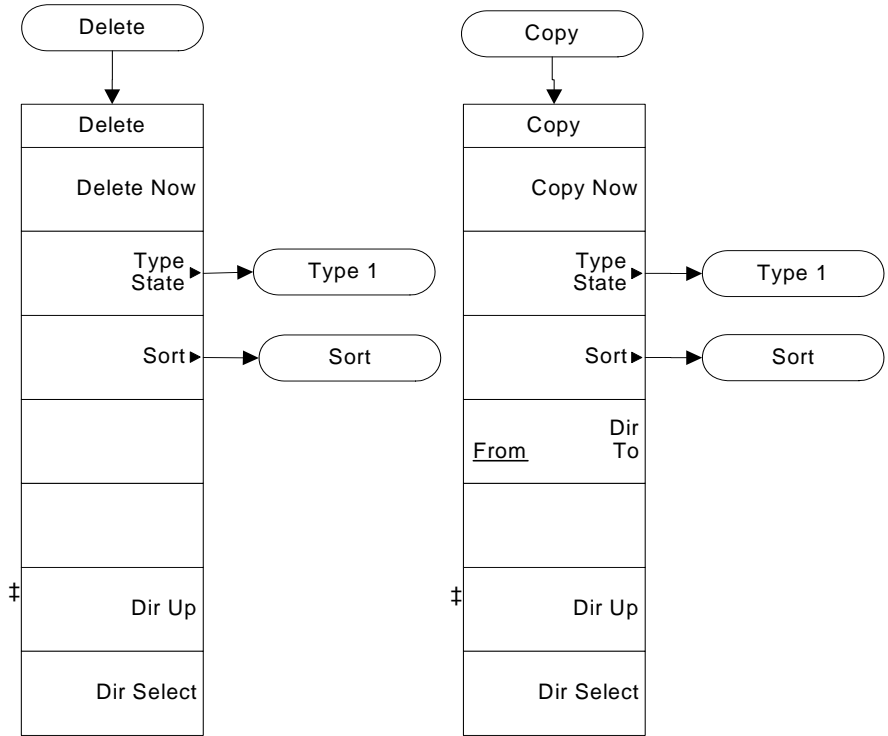 Delete
Delete
Delete Now
Type
State
Type 1
Sort
Sort
‡
Dir Up
Dir Select
Copy
Copy
Copy Now
Type
State
Type 1
Sort
Sort
Dir
From To
‡
Dir Up
Dir Select